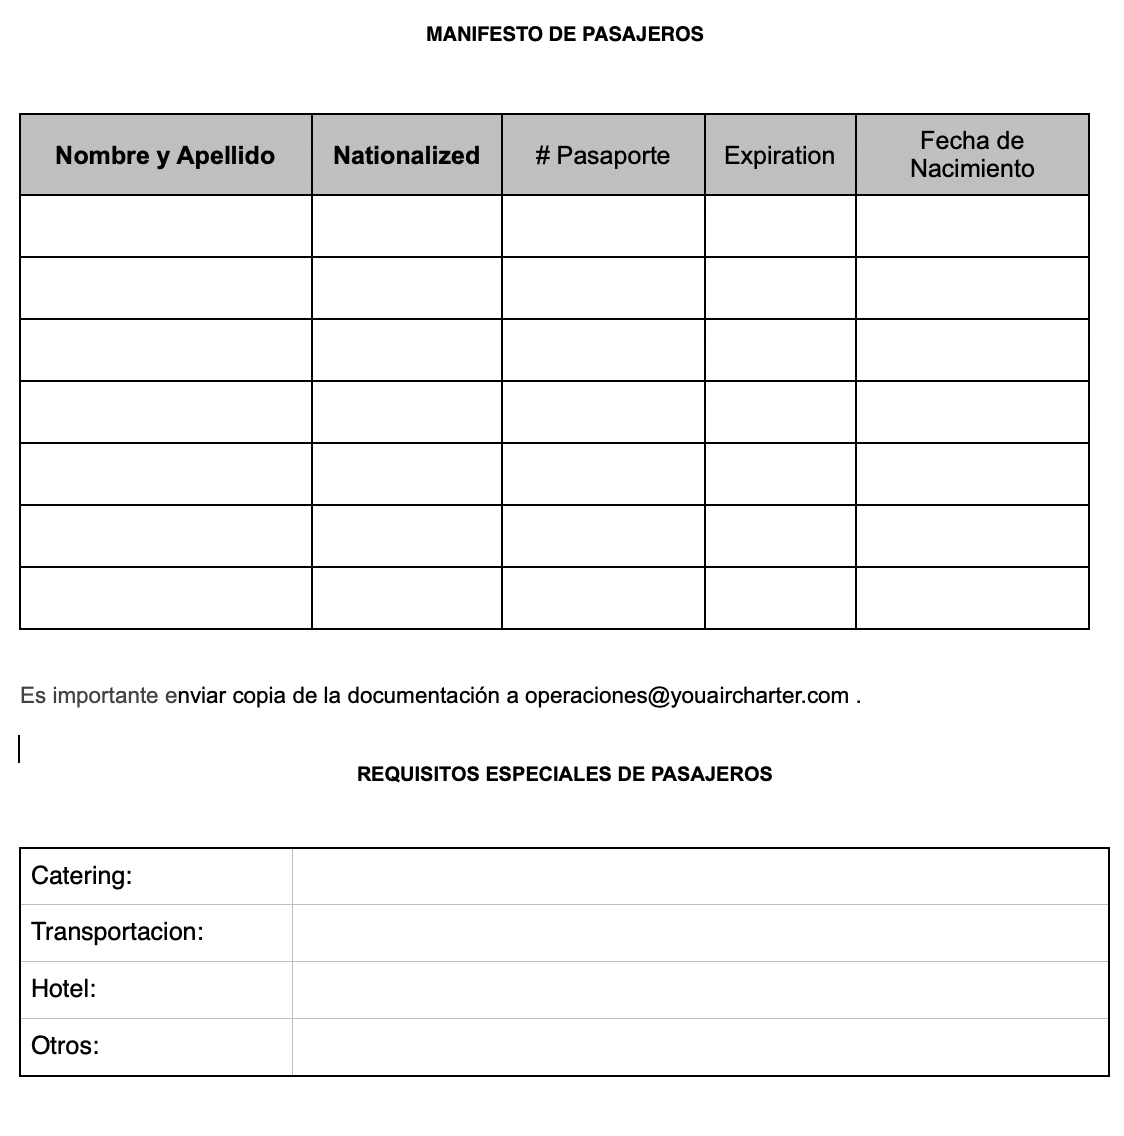 MANIFESTO DE PASAJEROS
Nombre y Apellido
Nationalized
# Pasaporte
Expiration
Fecha de
Nacimiento
Es importante enviar copia de la documentación a operaciones@youaircharter.com .
REQUISITOS ESPECIALES DE PASAJEROS
Catering:
Transportacion:
Hotel:
Otros: